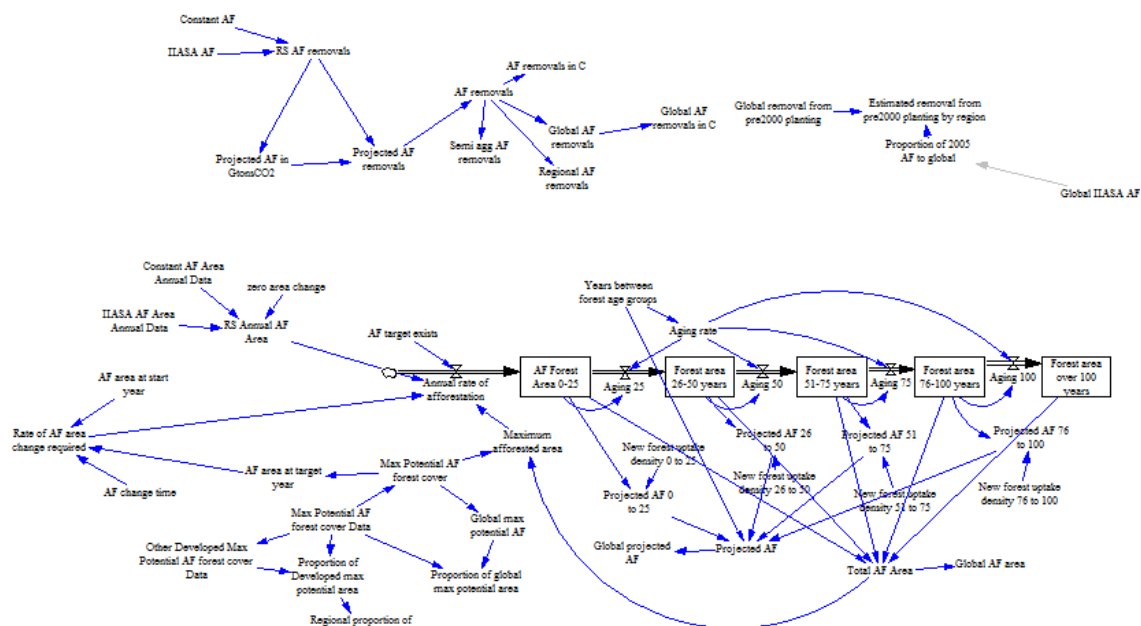 Constant AF
IIASA AF
RS AF removals
AF removals in C
AF removals
Global AF
removals in C
Global removal from
pre2000 planting
Estimated removal from
pre2000 planting by region
Projected AF in
GtonsCO2
Projected AF
removals
Semi agg AF
removals
Global AF
removals
Regional AF
removals
Proportion of 2005
AF to global
Global IIASA AF
Constant AF Area
Annual Data
zero area change
Years between
forest age groups
IIASA AF Area
Annual Data
RS Annual AF
Area
AF target exists
Aging rate
AF area at start
year
Annual rate of
afforestation
AF Forest
Area 0-25
Aging 25
Forest area
26-50 years
Aging 50
Forest area
51-75 years
Aging 75
Forest area
76-100 years
Aging 100
Forest area
over 100
years
Rate of AF area
change required
Maximum
afforested area
New forest uptake
density 0 to 25
Projected AF 26
to 50
Projected AF 51
to 75
Projected AF 76
to 100
AF change time
AF area at target
year
Max Potential AF
forest cover
Projected AF 0
to 25
New forest uptake
density 26 to 50
New forest uptake
density 51 to 75
New forest uptake
density 76 to 100
Max Potential AF
forest cover Data
Global max
potential AF
Other Developed Max
Potential AF forest cover
Data
Proportion of
Developed max
potential area
Proportion of global
max potential area
Global projected
AF
Projected AF
Total AF Area
Global AF area
Regional proportion of